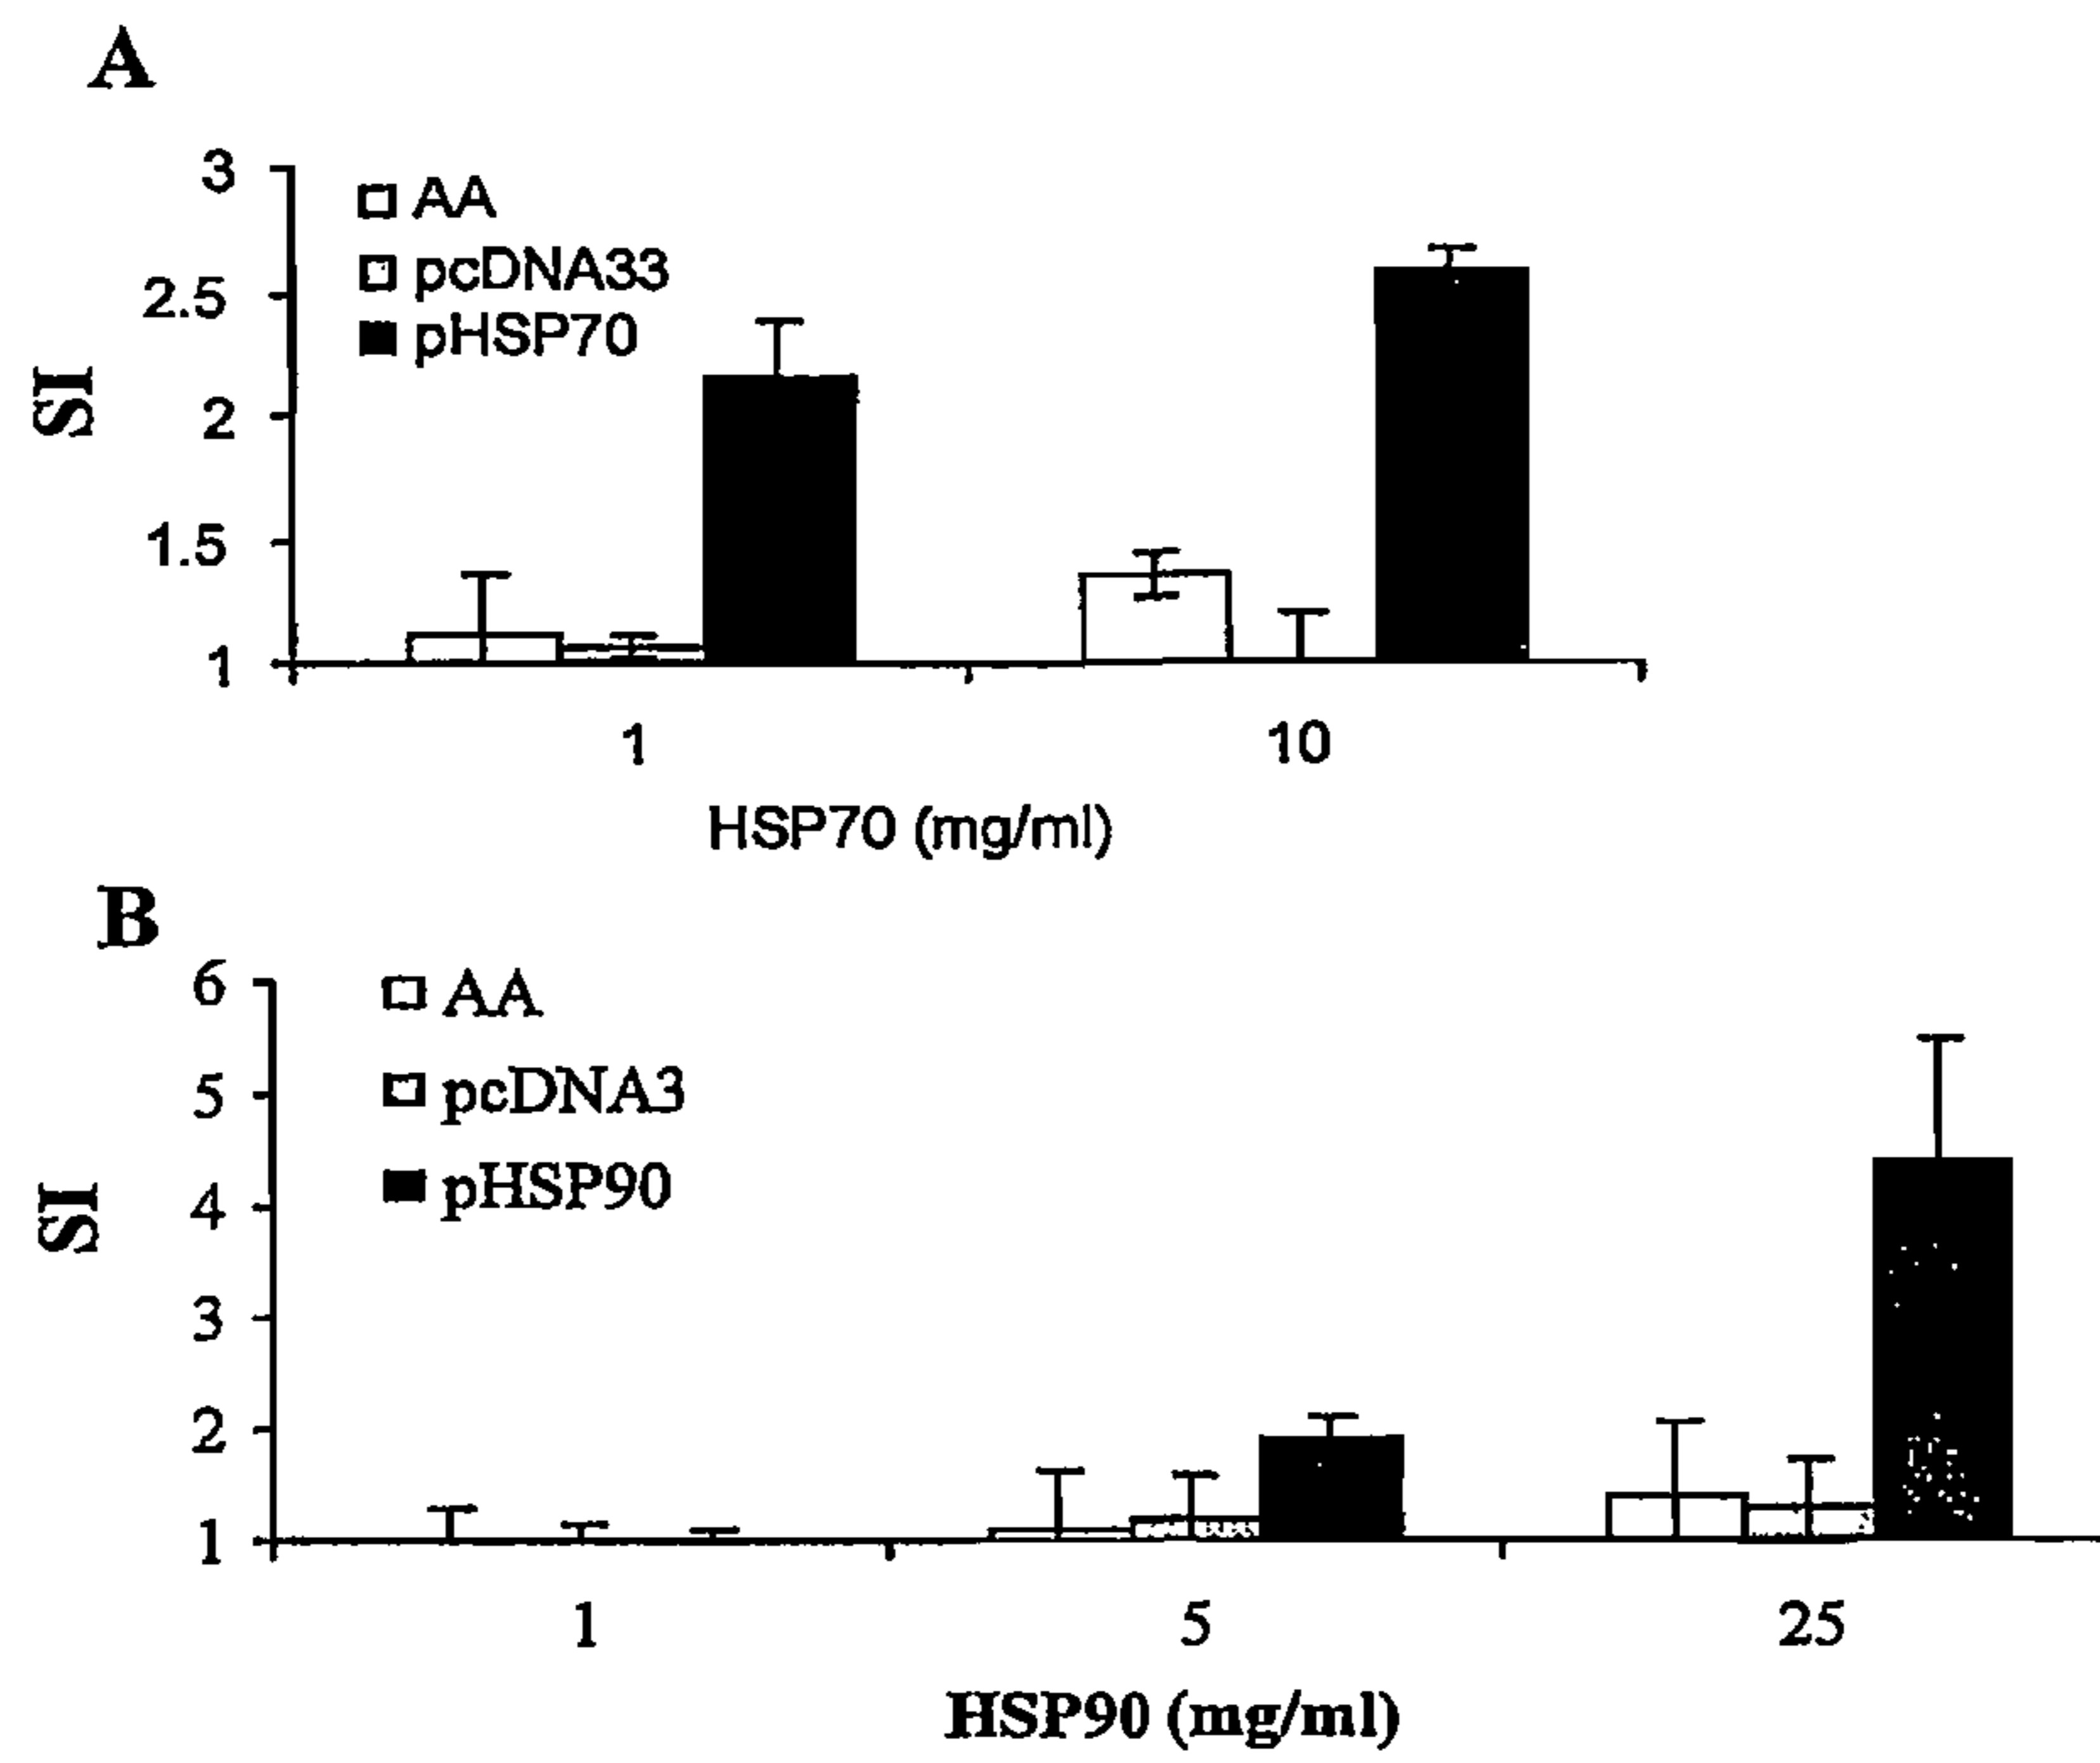 A
3
AA
pcDNA33
2.5
pHSP70
SI
2
1.5
1
1 10
HSP70 (mg/ml)
B
6
AA
5
pcDNA3
pHSP90
SI
4
3
2
1
1 5 25
HSP90 (mg/ml)